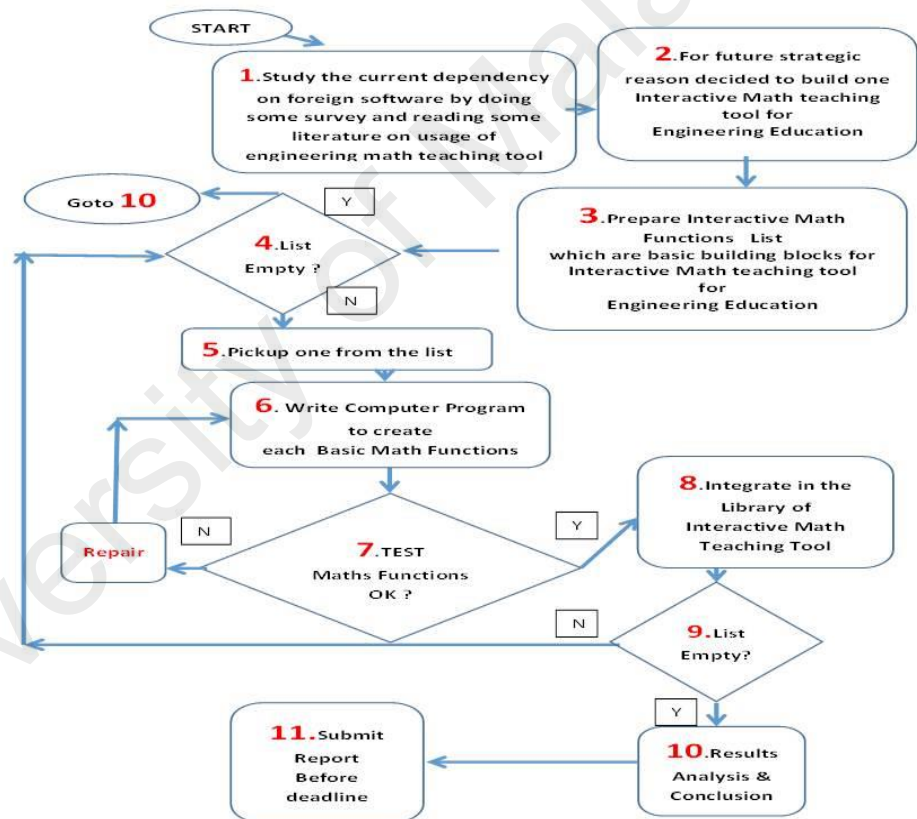 START
1.Study the current dependency
on foreign software by doing
some survey and reading some
literature on usage of
engineering math teaching tool
2.For future strategic
reason decided to build one
Interactive Math teaching
tool for
Engineering Education
Goto 10
Y
3.Prepare Interactive Math
Functions List
which are basic building blocks for
Interactive Math teaching tool
for
Engineering Education
4.List
Empty ?
N
5.Pickup one from the list
6. Write Computer Program
to create
each Basic Math Functions
7.TEST
Maths Functions
OK ?
N
Repair
Y
8.Integrate in the
Library of
Interactive Math
Teaching Tool
9.List
Empty?
N
Y
10.Results
Analysis &
Conclusion
11.Submit
Report
Before
deadline
versity of Mala